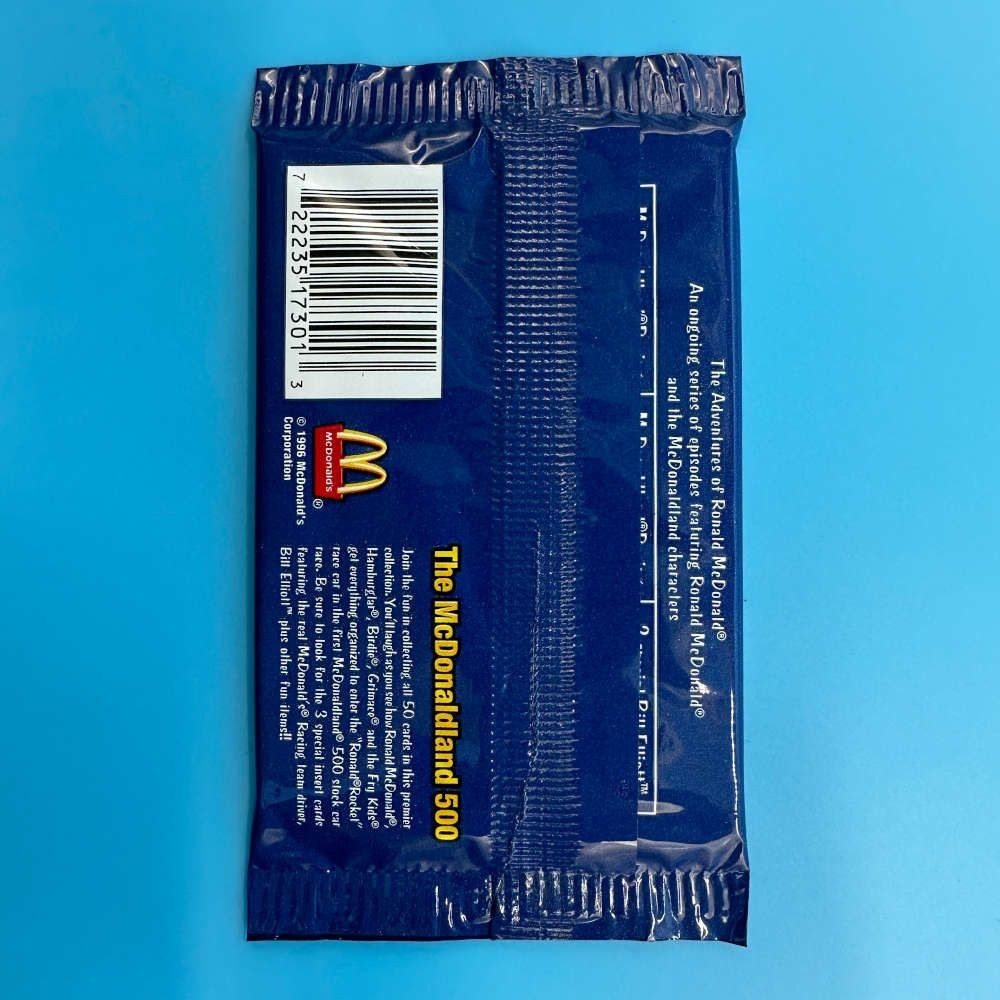 The Adventures of Ronald McDonald®
An ongoing series of episodes featuring Ronald McDonald®
and the McDonaldland characters
The McDonaldland 500
Join the fun in collecting all 50 cards in this premier
collection. You'll laugh as you see how Ronald McDonald®,
Hamburglar®, Birdie®, Grimace® and the Fry Kids®
get everything organized to enter the "Ronald®Rocket"
race car in the first McDonaldland® 500 stock car
race. Be sure to look for the 3 special insert cards
featuring the real McDonald's® Racing team driver,
Bill Elliott™ plus other fun items!!
McDonald's
®
© 1996 McDonald's
Corporation
7 22235 17301 3